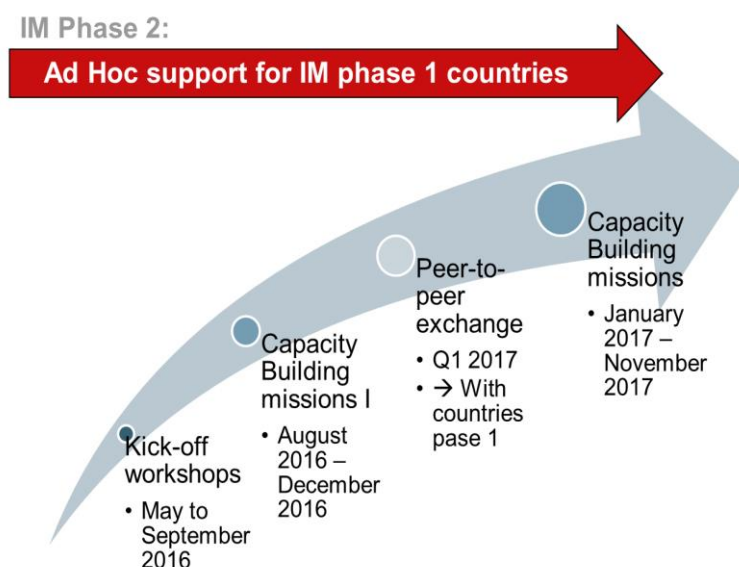 IM Phase 2:
Ad Hoc support for IM phase 1 countries
Kick-off
workshops
• May to
September
2016
Capacity
Building
missions I
• August
2016 –
December
2016
Peer-to-
peer
exchange
• Q1 2017
• → With
countries
pase 1
Capacity
Building
missions
• January
2017 –
November
2017